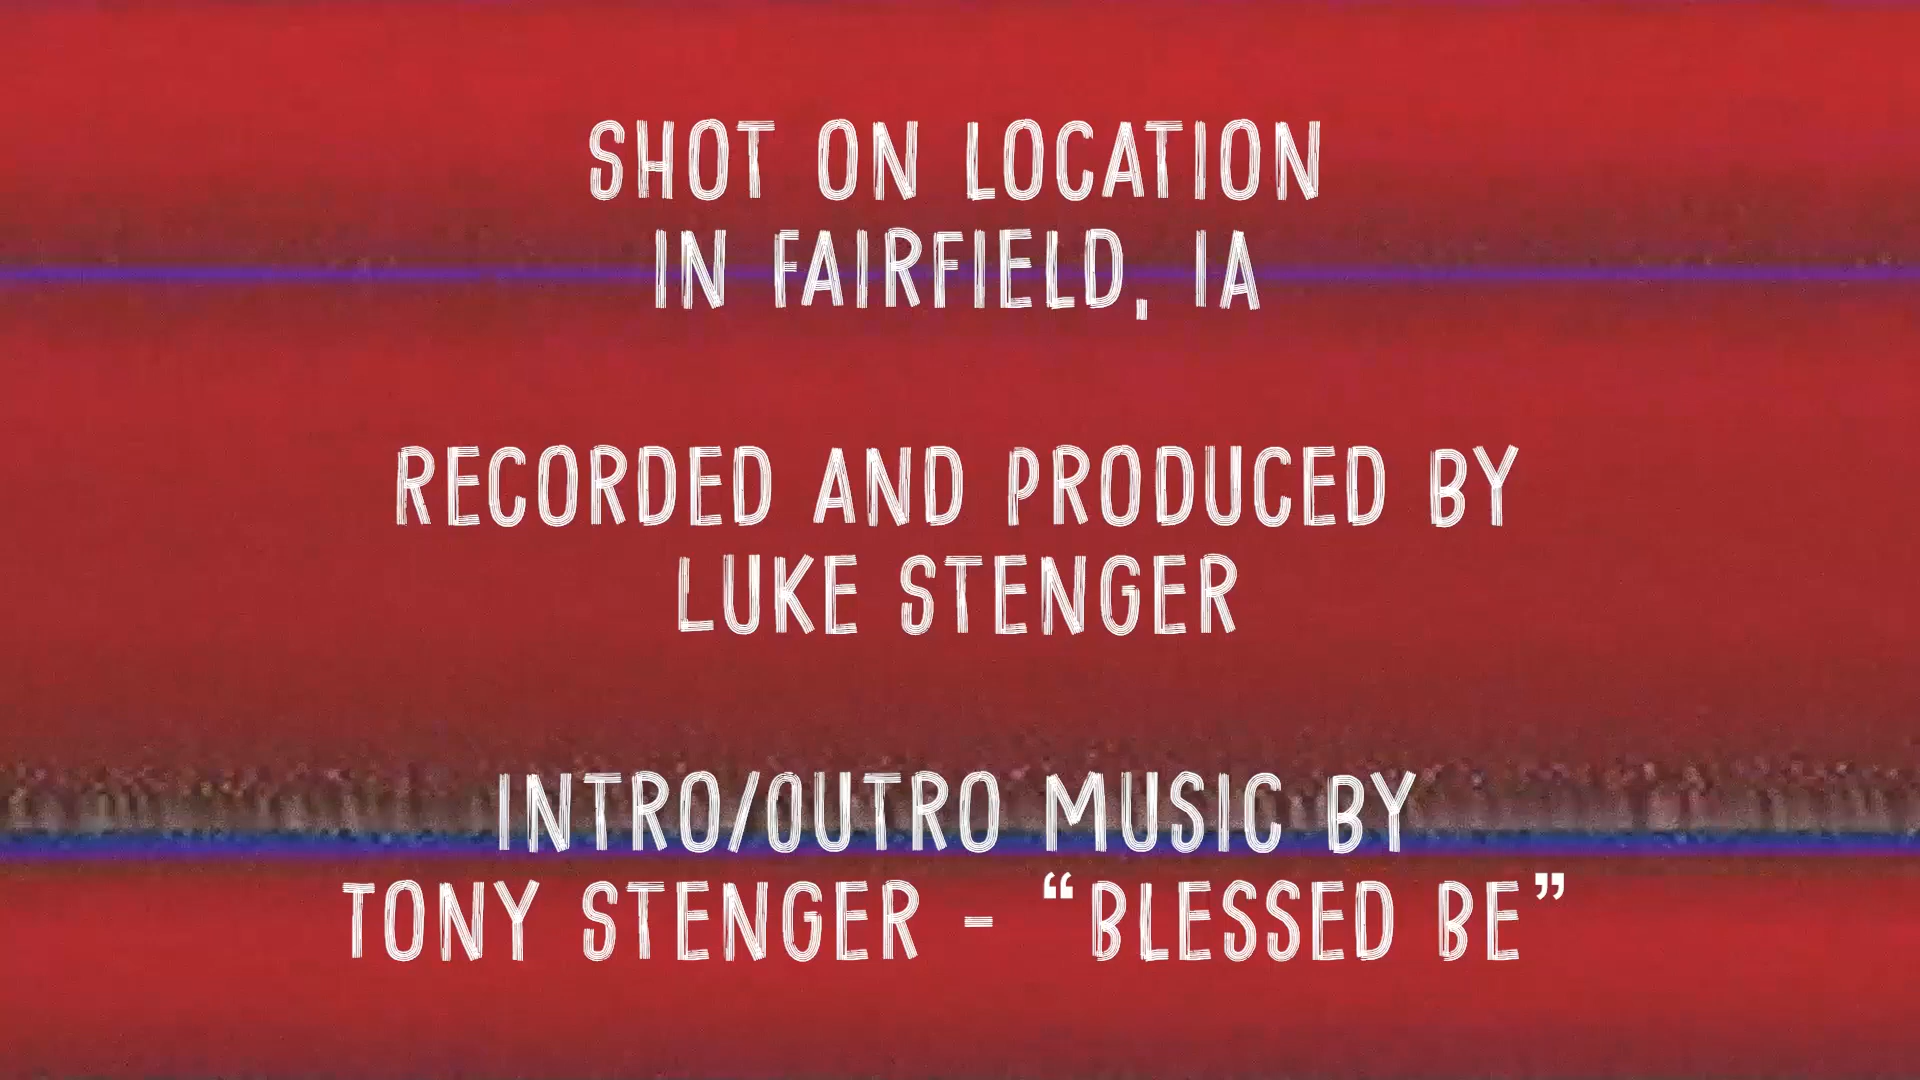 SHOT ON LOCATION
IN FAIRFIELD, IA
RECORDED AND PRODUCED BY
LUKE STENGER
INTRO/OUTRO MUSIC BY
TONY STENGER - “BLESSED BE”